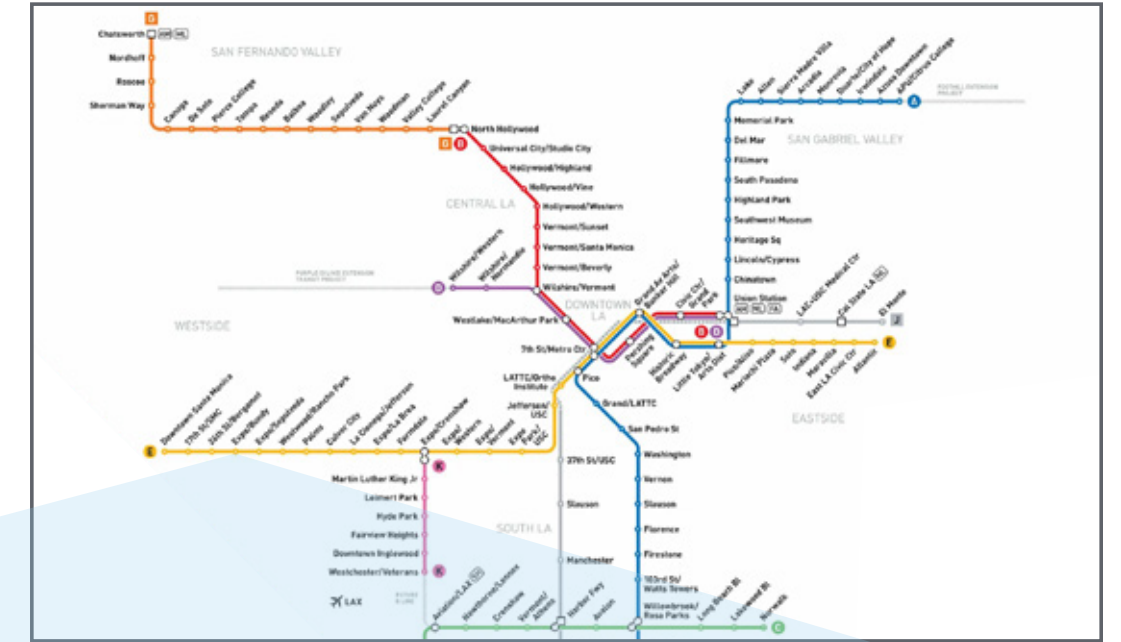 G
Chatsworth
Nordhoff
Roscoe
Sherman Way
SAN FERNANDO VALLEY
Canoga
De Soto
Pierce College
Tampa
Reseda
Balboa
Woodley
Sepulveda
Van Nuys
Woodman
Valley College
Laurel Canyon
North Hollywood
G
B
Universal City/Studio City
Hollywood/Highland
Hollywood/Vine
CENTRAL LA
Hollywood/Western
Vermont/Sunset
Vermont/Santa Monica
Vermont/Beverly
Wilshire/Vermont
D
Wilshire/Western
Wilshire/
Normandie
WESTSIDE
Westlake/MacArthur Park
DOWNTOWN
LA
7th St/Metro Ctr
Pershing
Square
Grand Av Arts/
Bunker Hill
Civic Ctr/
Grand
Park
Historic
Broadway
Little Tokyo/
Arts Dist
B
D
Lake
Allen
Sierra Madre Villa
Arcadia
Monrovia
Duarte/City of Hope
Irwindale
Azusa Downtown
APU/Citrus College
A
FOOTHILL EXTENSION
PROJECT
Memorial Park
Del Mar
SAN GABRIEL VALLEY
Fillmore
South Pasadena
Highland Park
Southwest Museum
Heritage Sq
Lincoln/Cypress
Chinatown
Union Station
LAC+USC Medical Ctr
Cal State LA
El Monte
J
Pico/Aliso
Mariachi Plaza
Soto
Indiana
Maravilla
East LA Civic Ctr
Atlantic
E
EASTSIDE
Pico
LATTC/Ortho
Institute
Jefferson/
USC
Grand/LATTC
San Pedro St
Washington
Vernon
Slauson
Florence
Firestone
103rd St/
Watts Towers
Willowbrook/
Rosa Parks
E
Downtown Santa Monica
17th St/SMC
26th St/Bergamot
Expo/Bundy
Expo/Sepulveda
Westwood/Rancho Park
Palms
Culver City
La Cienega/Jefferson
Expo/La Brea
Farmdale
Expo/Crenshaw
Expo/
Western
Expo/
Vermont
Expo
Park/
USC
K
Martin Luther King Jr
Leimert Park
Hyde Park
Fairview Heights
Downtown Inglewood
Westchester/Veterans
K
LAX
SOUTH LA
37th St/USC
Slauson
Manchester
Aviation/LAX
Hawthorne/Lennox
Crenshaw
Vermont/
Athens
Harbor Fwy
Avalon
Long Beach Bl
Lakewood Bl
Norwalk
C